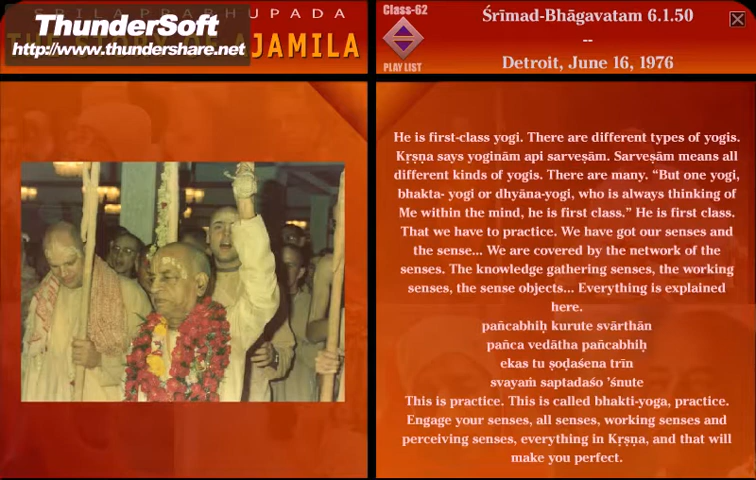 SRILA PRABHUPADA
THE STORY OF AJAMILA
ThunderSoft
http://www.thundershare.net
Class-62
PLAY LIST
Śrīmad-Bhāgavatam 6.1.50
--
Detroit, June 16, 1976
He is first-class yogi. There are different types of yogis.
Kṛṣṇa says yoginām api sarveṣām. Sarveṣām means all
different kinds of yogis. There are many. “But one yogi,
bhakta- yogi or dhyāna-yogi, who is always thinking of
Me within the mind, he is first class.” He is first class.
That we have to practice. We have got our senses and
the sense... We are covered by the network of the
senses. The knowledge gathering senses, the working
senses, the sense objects... Everything is explained
here.
pañcabhiḥ kurute svārthān
pañca vedātha pañcabhiḥ
ekas tu ṣoḍaśena trīn
svayaṁ saptadaśo ’śnute
This is practice. This is called bhakti-yoga, practice.
Engage your senses, all senses, working senses and
perceiving senses, everything in Kṛṣṇa, and that will
make you perfect.